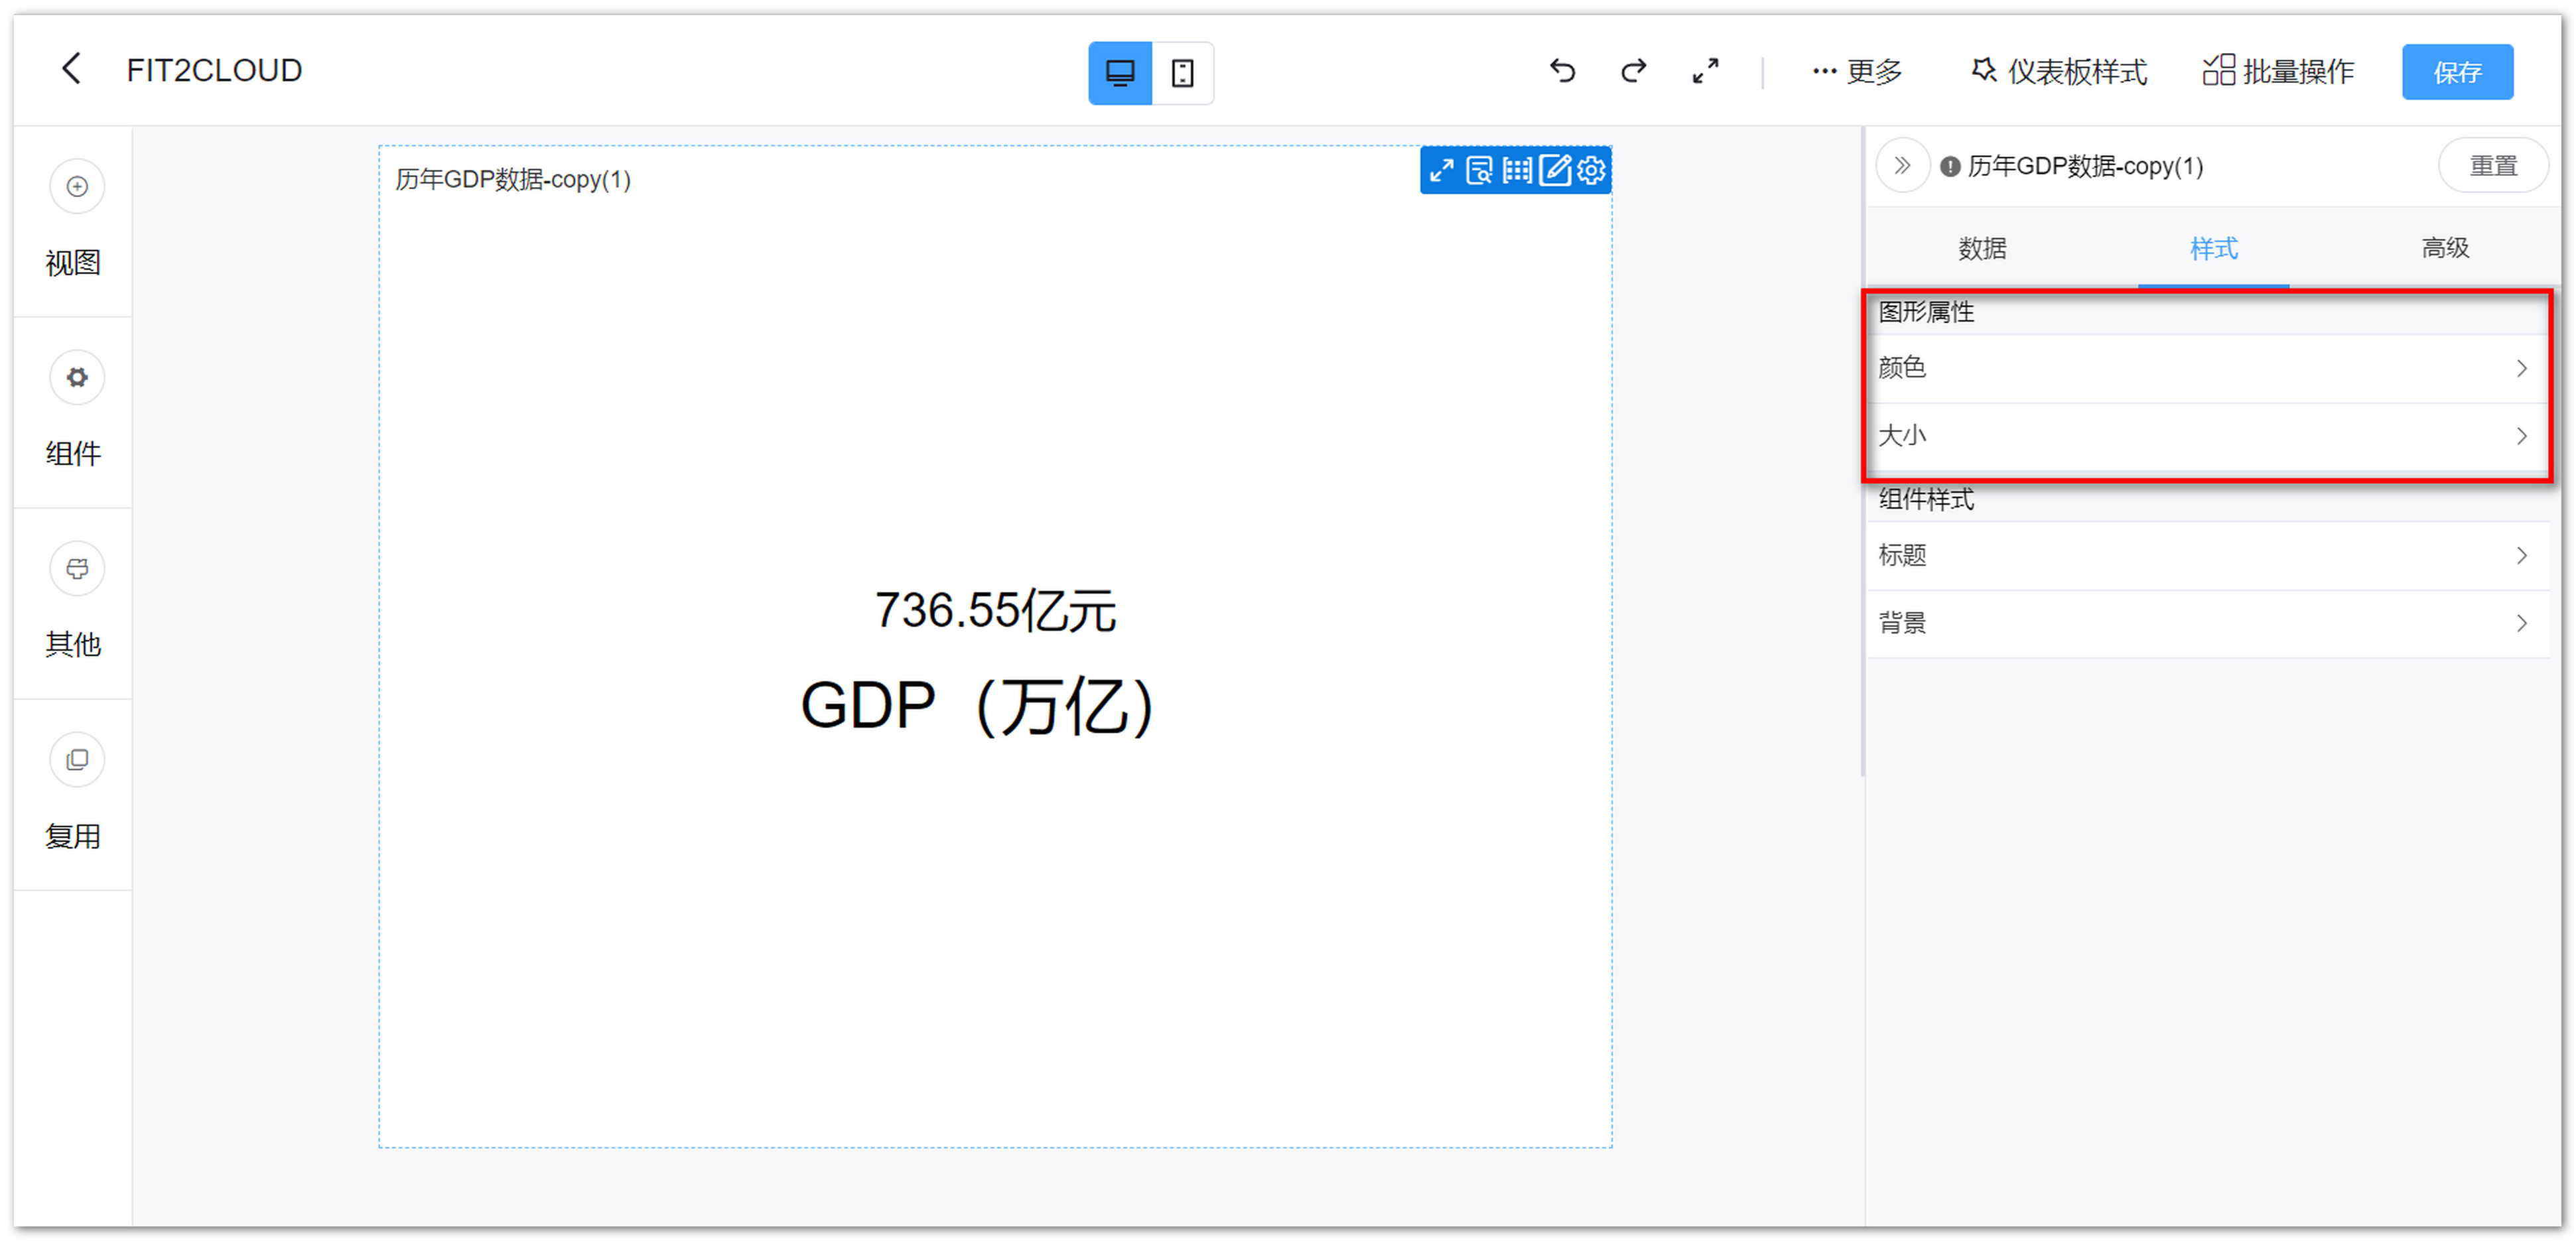 FIT2CLOUD
更多
仪表板样式
批量操作
保存
视图
组件
其他
复用
历年GDP数据-copy(1)
736.55亿元
GDP（万亿）
历年GDP数据-copy(1)
重置
数据
样式
高级
图形属性
颜色
大小
组件样式
标题
背景